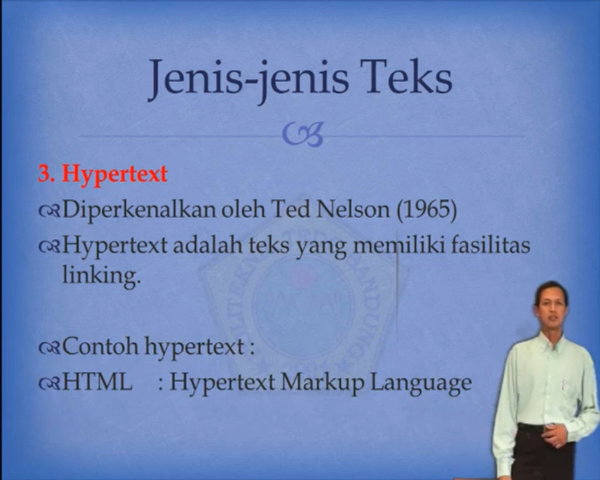 Jenis-jenis Teks
3. Hypertext
Diperkenalkan oleh Ted Nelson (1965)
Hypertext adalah teks yang memiliki fasilitas
linking.
Contoh hypertext :
HTML : Hypertext Markup Language